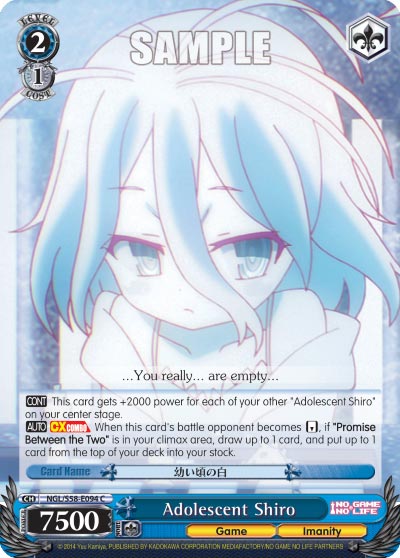 LEVEL
2
SAMPLE
1
COST
...You really... are empty...
CONT This card gets +2000 power for each of your other "Adolescent Shiro"
on your center stage.
AUTO CXCOMBO When this card's battle opponent becomes [ ], if "Promise
Between the Two" is in your climax area, draw up to 1 card, and put up to 1
card from the top of your deck into your stock.
Card Name 幼い頃の白
CH NGL/S58-E094 C
POWER 7500 SOUL Adolescent Shiro NO GAME NO LIFE
Game Imanity
© 2014 Yuu Kamiya, PUBLISHED BY KADOKAWA CORPORATION MEDIAFACTORY/NO GAME NO LIFE PARTNERS